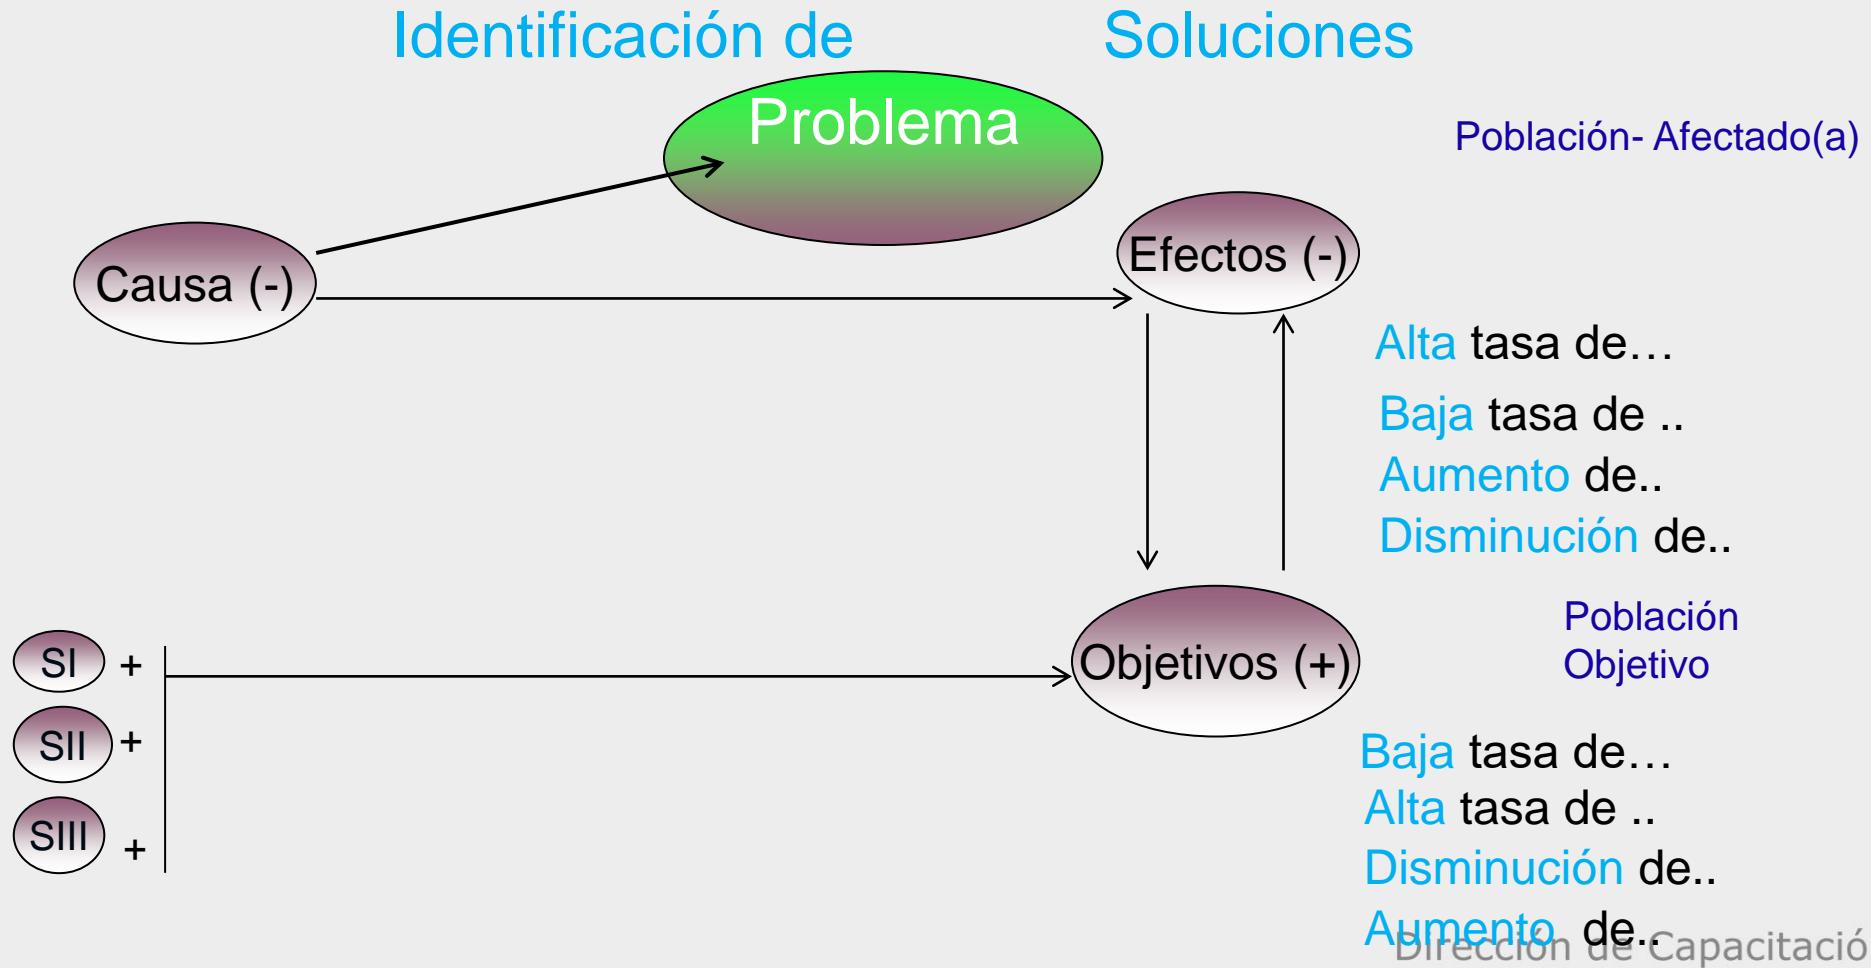 Identificación de Soluciones
Problema
Población- Afectado(a)
Causa (-)
Efectos (-)
Alta tasa de…
Baja tasa de ..
Aumento de..
Disminución de..
Objetivos (+)
Población
Objetivo
SI +
SII +
SIII +
Baja tasa de…
Alta tasa de ..
Disminución de..
Aumento de..
Dirección de Capacitació